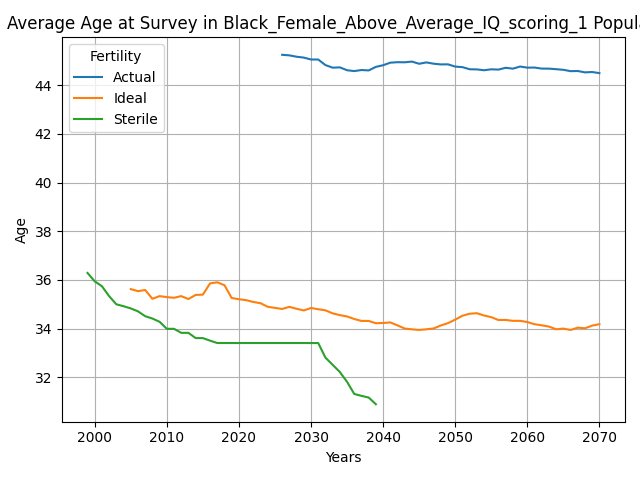 Average Age at Survey in Black_Female_Above_Average_IQ_scoring_1 Popul
Fertility
Actual
Ideal
Sterile
44
42
40
38
36
34
32
Age
2000 2010 2020 2030 2040 2050 2060 2070
Years